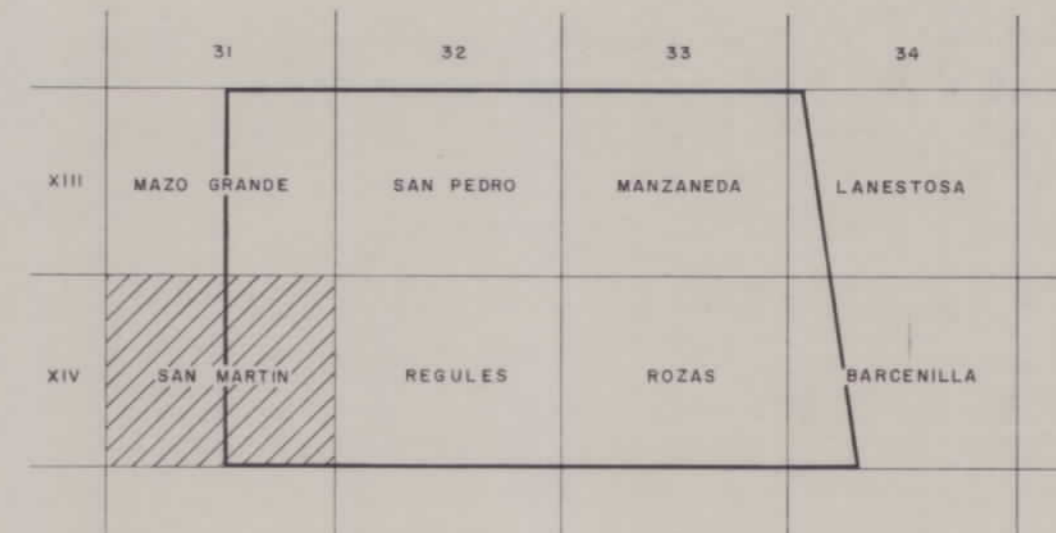 31 32 33 34
XIII MAZO GRANDE SAN PEDRO MANZANEDA LANESTOSA
XIV SAN MARTIN REGULES ROZAS BARCENILLA